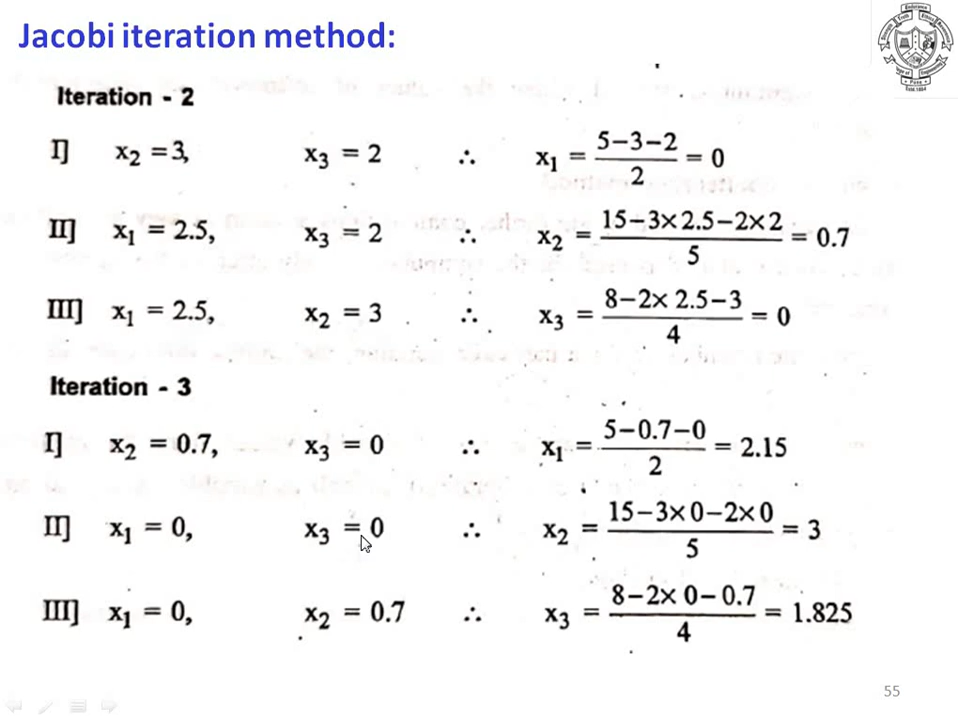 Jacobi iteration method:
Iteration - 2
I] x₂ = 3, x₃ = 2 ∴ x₁ = (5-3-2)/2 = 0
II] x₁ = 2.5, x₃ = 2 ∴ x₂ = (15-3×2.5-2×2)/5 = 0.7
III] x₁ = 2.5, x₂ = 3 ∴ x₃ = (8-2×2.5-3)/4 = 0
Iteration - 3
I] x₂ = 0.7, x₃ = 0 ∴ x₁ = (5-0.7-0)/2 = 2.15
II] x₁ = 0, x₃ = 0 ∴ x₂ = (15-3×0-2×0)/5 = 3
III] x₁ = 0, x₂ = 0.7 ∴ x₃ = (8-2×0-0.7)/4 = 1.825
55